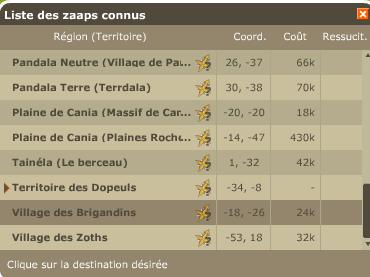 Liste des zaaps connus
Région (Territoire) Coord. Coût Ressucit.
Pandala Neutre (Village de Pa... 26, -37 66k
Pandala Terre (Terrdala) 30, -38 70k
Plaine de Cania (Massif de Car... -20, -20 18k
Plaine de Cania (Plaines Roche... -14, -47 430k
Tainéla (Le berceau) 1, -32 42k
Territoire des Dopeuls -34, -8 -
Village des Brigandins -18, -26 24k
Village des Zoths -53, 18 32k
Clique sur la destination désirée